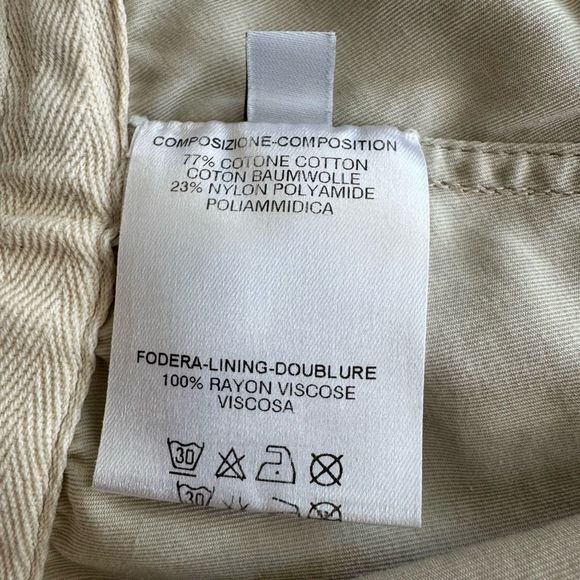 COMPOSIZIONE-COMPOSITION
77% COTONE COTTON
COTON BAUMWOLLE
23% NYLON POLYAMIDE
POLIAMMIDICA
FODERA-LINING-DOUBLURE
100% RAYON VISCOSE
VISCOSA
30
30